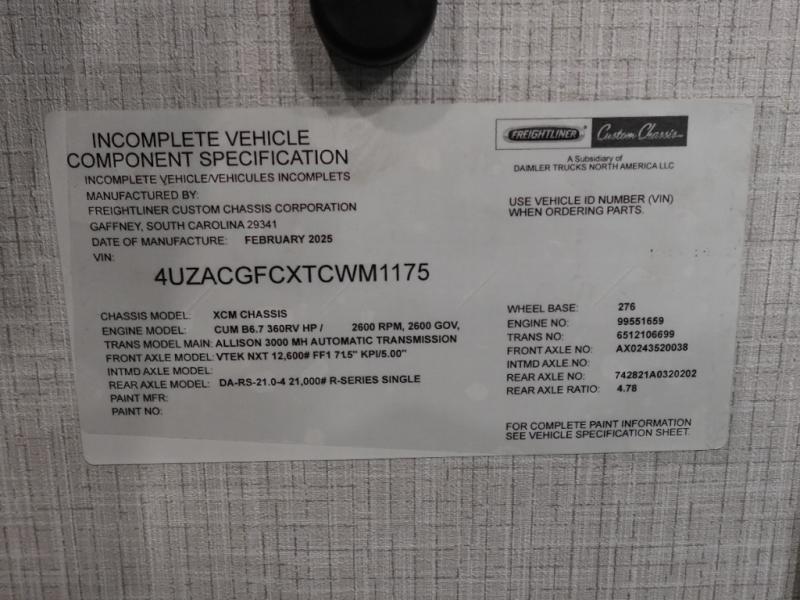 INCOMPLETE VEHICLE
COMPONENT SPECIFICATION
INCOMPLETE VEHICLE/VEHICULES INCOMPLETS
MANUFACTURED BY:
FREIGHTLINER CUSTOM CHASSIS CORPORATION
GAFFNEY, SOUTH CAROLINA 29341
DATE OF MANUFACTURE: FEBRUARY 2025
VIN:
4UZACGFCXTCWM1175
FREIGHTLINER Custom Chassis
A Subsidiary of
DAIMLER TRUCKS NORTH AMERICA LLC
USE VEHICLE ID NUMBER (VIN)
WHEN ORDERING PARTS.
CHASSIS MODEL: XCM CHASSIS
ENGINE MODEL: CUM B6.7 360RV HP / 2600 RPM, 2600 GOV,
TRANS MODEL MAIN: ALLISON 3000 MH AUTOMATIC TRANSMISSION
FRONT AXLE MODEL: VTEK NXT 12,600# FF1 71.5" KPI/5.00"
INTMD AXLE MODEL:
REAR AXLE MODEL: DA-RS-21.0-4 21,000# R-SERIES SINGLE
PAINT MFR:
PAINT NO:
WHEEL BASE: 276
ENGINE NO: 99551659
TRANS NO: 6512106699
FRONT AXLE NO: AX0243520038
INTMD AXLE NO:
REAR AXLE NO: 742821A0320202
REAR AXLE RATIO: 4.78
FOR COMPLETE PAINT INFORMATION
SEE VEHICLE SPECIFICATION SHEET.